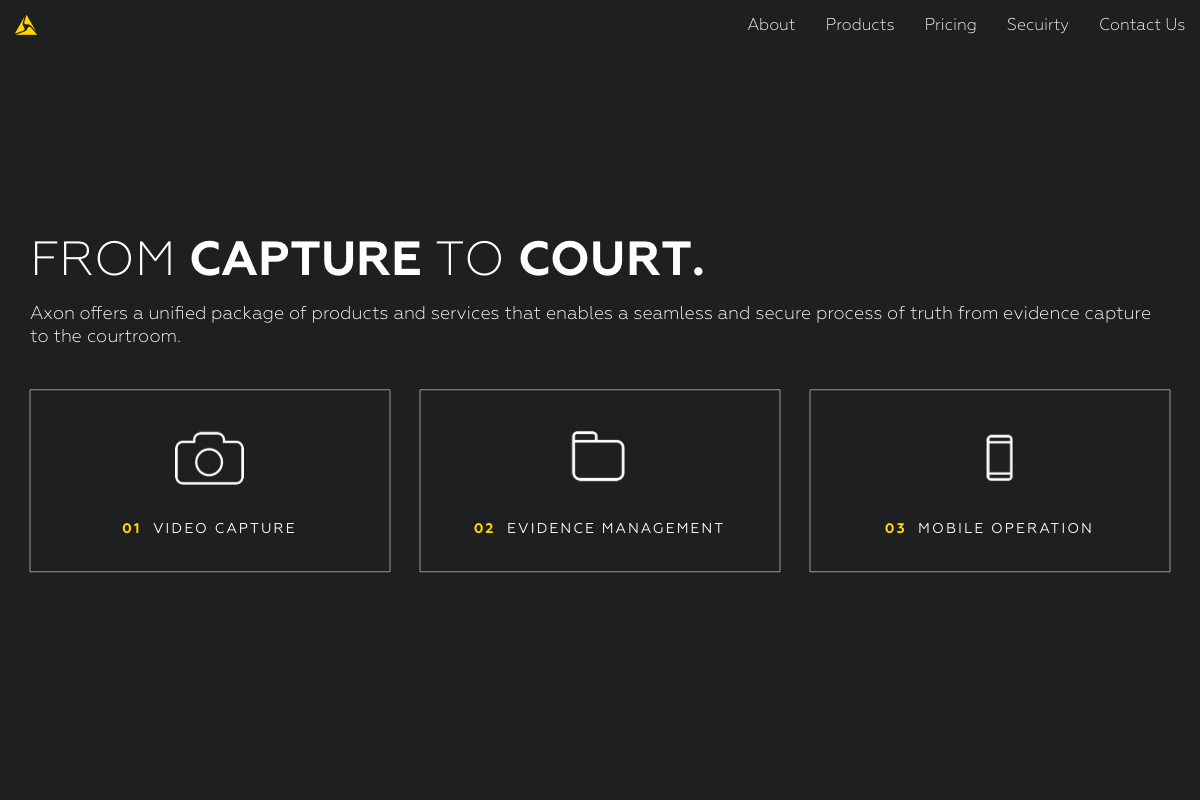 About Products Pricing Secuirty Contact Us
FROM CAPTURE TO COURT.
Axon offers a unified package of products and services that enables a seamless and secure process of truth from evidence capture
to the courtroom.
01 VIDEO CAPTURE
02 EVIDENCE MANAGEMENT
03 MOBILE OPERATION